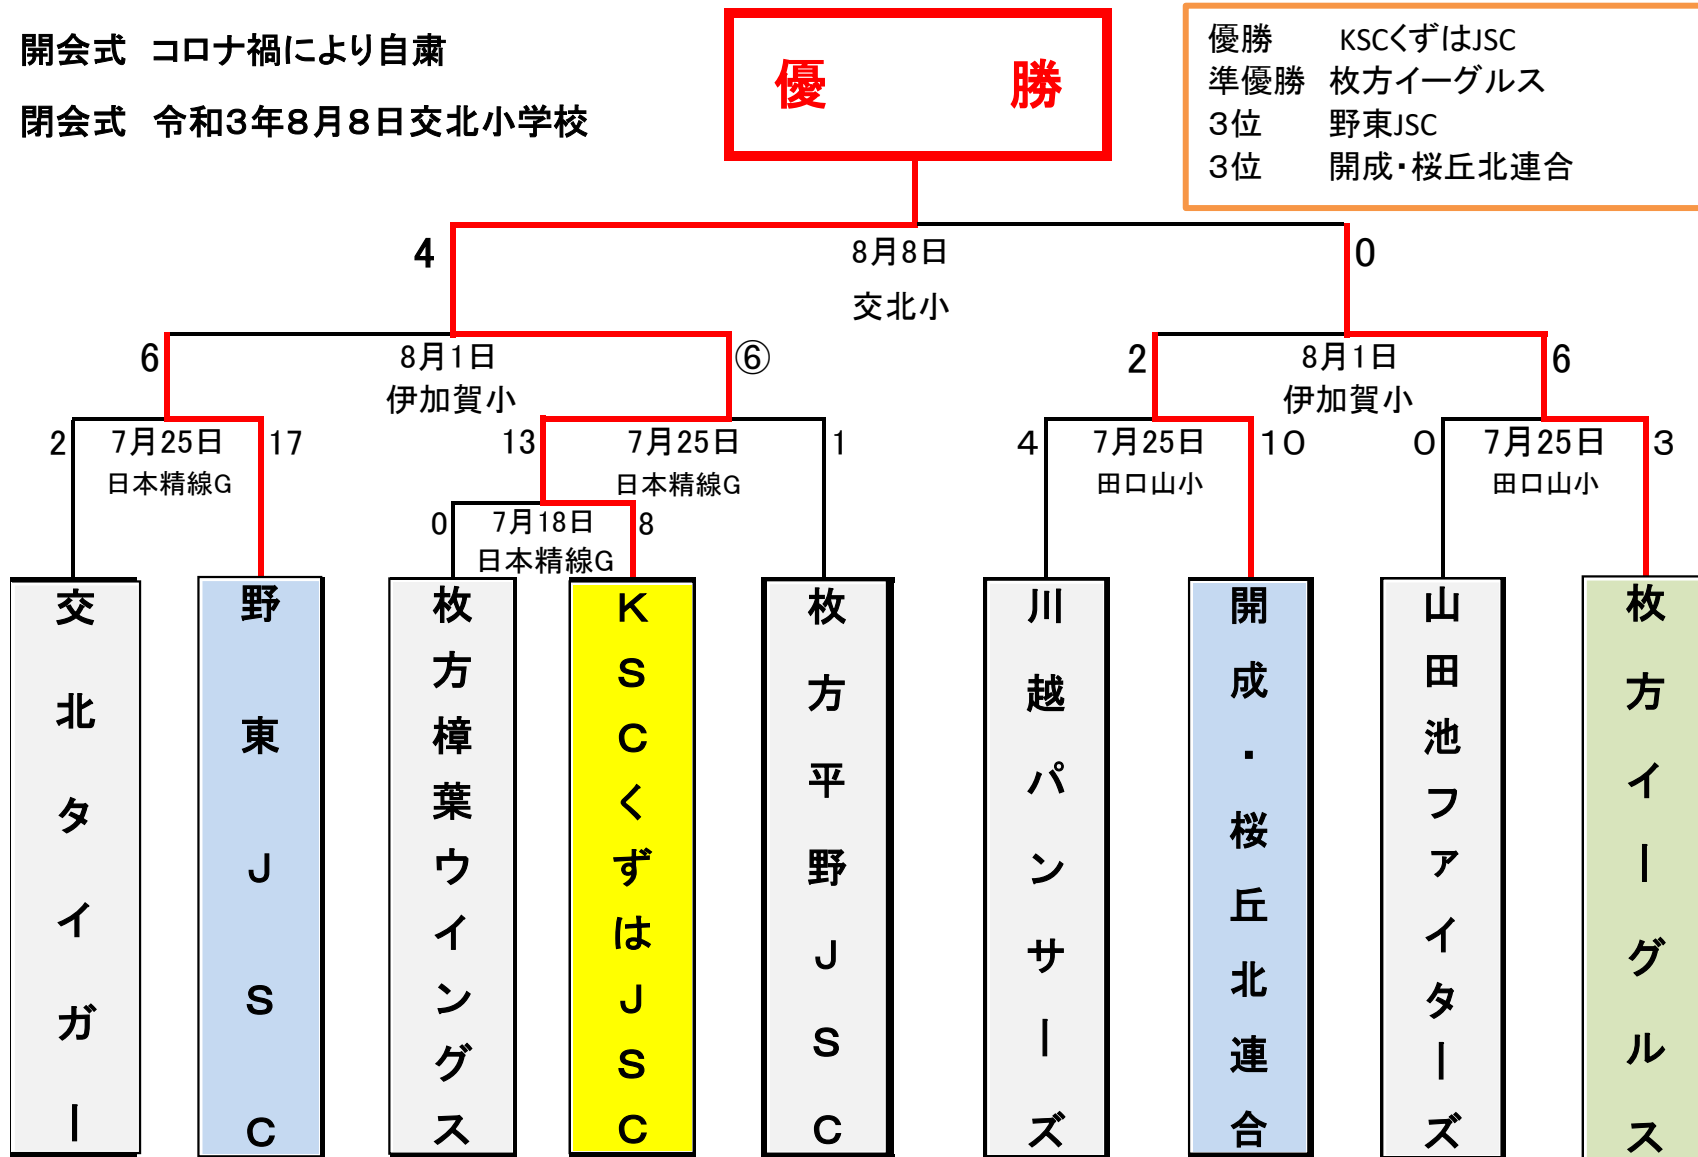 開会式 コロナ禍により自粛
閉会式 令和3年8月8日交北小学校
優 勝
優勝 KSCくずはJSC
準優勝 枚方イーグルス
3位 野東JSC
3位 開成・桜丘北連合
4
8月8日
0
交北小
6
8月1日
⑥
2
8月1日
6
伊加賀小
伊加賀小
2
7月25日
17
13
7月25日
1
4
7月25日
10
0
7月25日
3
日本精線G
日本精線G
田口山小
田口山小
0
7月18日
8
日本精線G
交北タイガー
野東JSC
枚方樟葉ウイングス
KSCくずはJSC
枚方平野JSC
川越パンサーズ
開成・桜丘北連合
山田池ファイターズ
枚方イーグルス